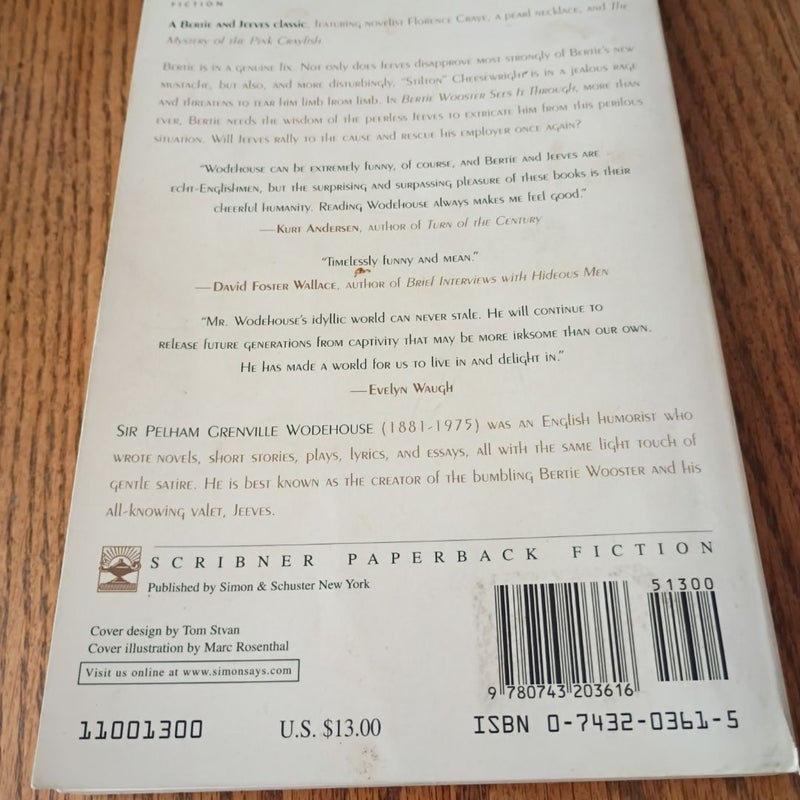 FICTION
A Bertie and Jeeves classic, featuring novelist Florence Craye, a pearl necklace, and The
Mystery of the Pink Crayfish.
Bertie is in a genuine fix. Not only does Jeeves disapprove most strongly of Bertie's new
mustache, but also, and more disturbingly, "Stilton" Cheesewright is in a jealous rage
and threatens to tear him limb from limb. In Bertie Wooster Sees It Through, more than
ever, Bertie needs the wisdom of the peerless Jeeves to extricate him from this perilous
situation. Will Jeeves rally to the cause and rescue his employer once again?
"Wodehouse can be extremely funny, of course, and Bertie and Jeeves are
echt-Englishmen, but the surprising and surpassing pleasure of these books is their
cheerful humanity. Reading Wodehouse always makes me feel good."
—Kurt Andersen, author of Turn of the Century
"Timelessly funny and mean."
—David Foster Wallace, author of Brief Interviews with Hideous Men
"Mr. Wodehouse's idyllic world can never stale. He will continue to
release future generations from captivity that may be more irksome than our own.
He has made a world for us to live in and delight in."
—Evelyn Waugh
Sir Pelham Grenville Wodehouse (1881-1975) was an English humorist who
wrote novels, short stories, plays, lyrics, and essays, all with the same light touch of
gentle satire. He is best known as the creator of the bumbling Bertie Wooster and his
all-knowing valet, Jeeves.
SCRIBNER PAPERBACK FICTION
Published by Simon & Schuster New York
Cover design by Tom Stvan
Cover illustration by Marc Rosenthal
Visit us online at www.simonsays.com
51300
9 780743 203616
11001300
U.S. $13.00
ISBN 0-7432-0361-5